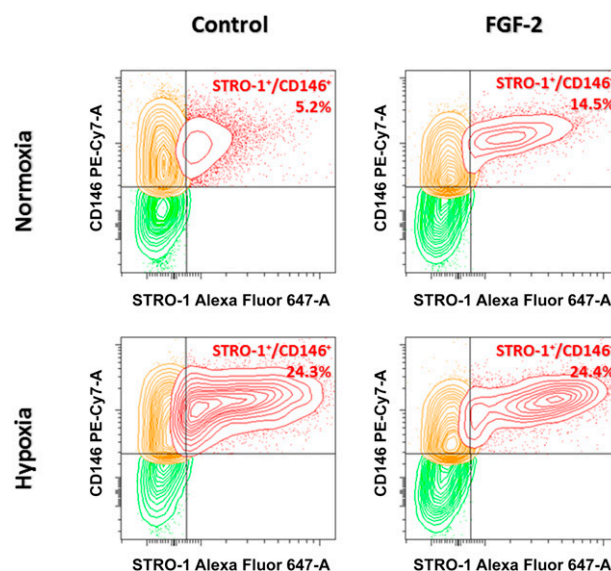 Control
FGF-2
Normoxia
CD146 PE-Cy7-A
STRO-1⁺/CD146⁺
5.2%
STRO-1 Alexa Fluor 647-A
CD146 PE-Cy7-A
STRO-1⁺/CD146⁺
14.5%
STRO-1 Alexa Fluor 647-A
Hypoxia
CD146 PE-Cy7-A
STRO-1⁺/CD146⁺
24.3%
STRO-1 Alexa Fluor 647-A
CD146 PE-Cy7-A
STRO-1⁺/CD146⁺
24.4%
STRO-1 Alexa Fluor 647-A